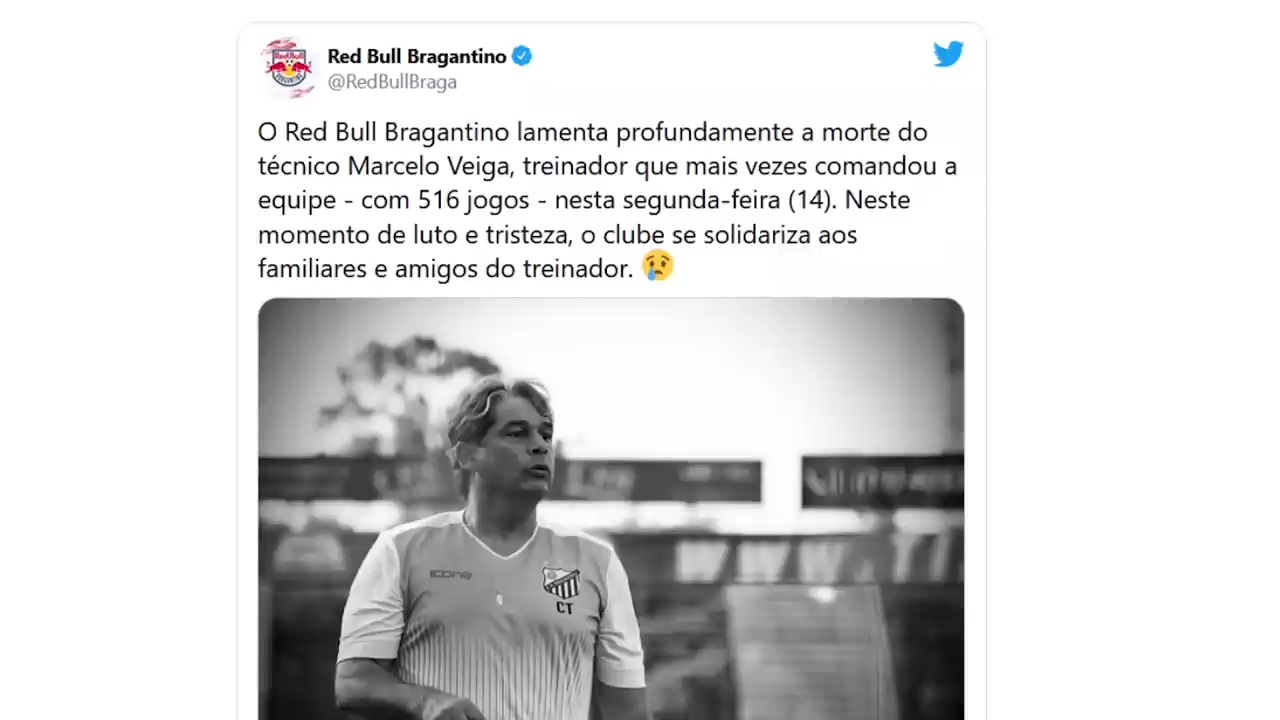 Red Bull Bragantino
@RedBullBraga
O Red Bull Bragantino lamenta profundamente a morte do
técnico Marcelo Veiga, treinador que mais vezes comandou a
equipe - com 516 jogos - nesta segunda-feira (14). Neste
momento de luto e tristeza, o clube se solidariza aos
familiares e amigos do treinador. 😢
ICONE
CT